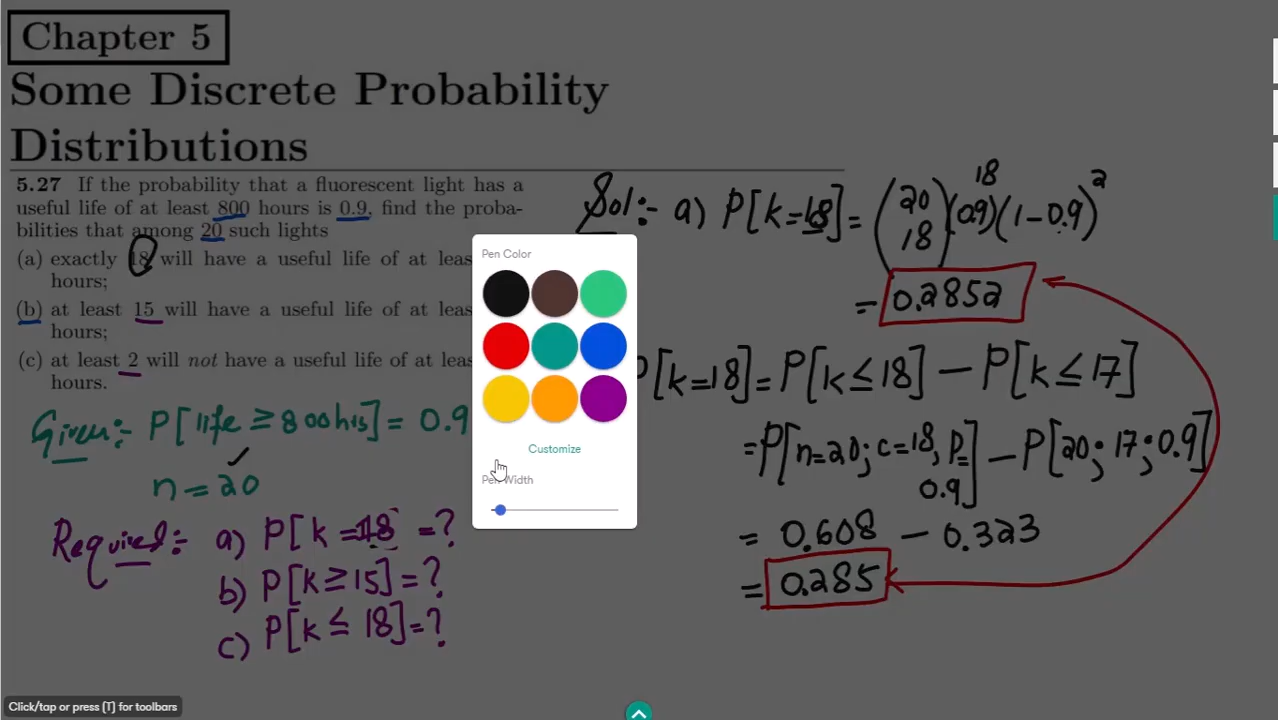 Chapter 5
Some Discrete Probability
Distributions
5.27 If the probability that a fluorescent light has a
useful life of at least 800 hours is 0.9, find the proba-
bilities that among 20 such lights
(a) exactly 18 will have a useful life of at leas
hours;
(b) at least 15 will have a useful life of at leas
hours;
(c) at least 2 will not have a useful life of at leas
hours.
Given:- P[life ≥ 800hrs] = 0.9
n = 20
Required:- a) P[k = 18] = ?
b) P[k ≥ 15] = ?
c) P[k ≤ 18] = ?
Pen Color
Customize
Pen Width
Sol:- a) P[k=18] = (20 18)(0.9)^18 (1-0.9)^2
= 0.2852
P[k=18] = P[k ≤ 18] - P[k ≤ 17]
= P[n=20; c=18, p=0.9] - P[20; 17; 0.9]
= 0.608 - 0.323
= 0.285
Click/tap or press (T) for toolbars